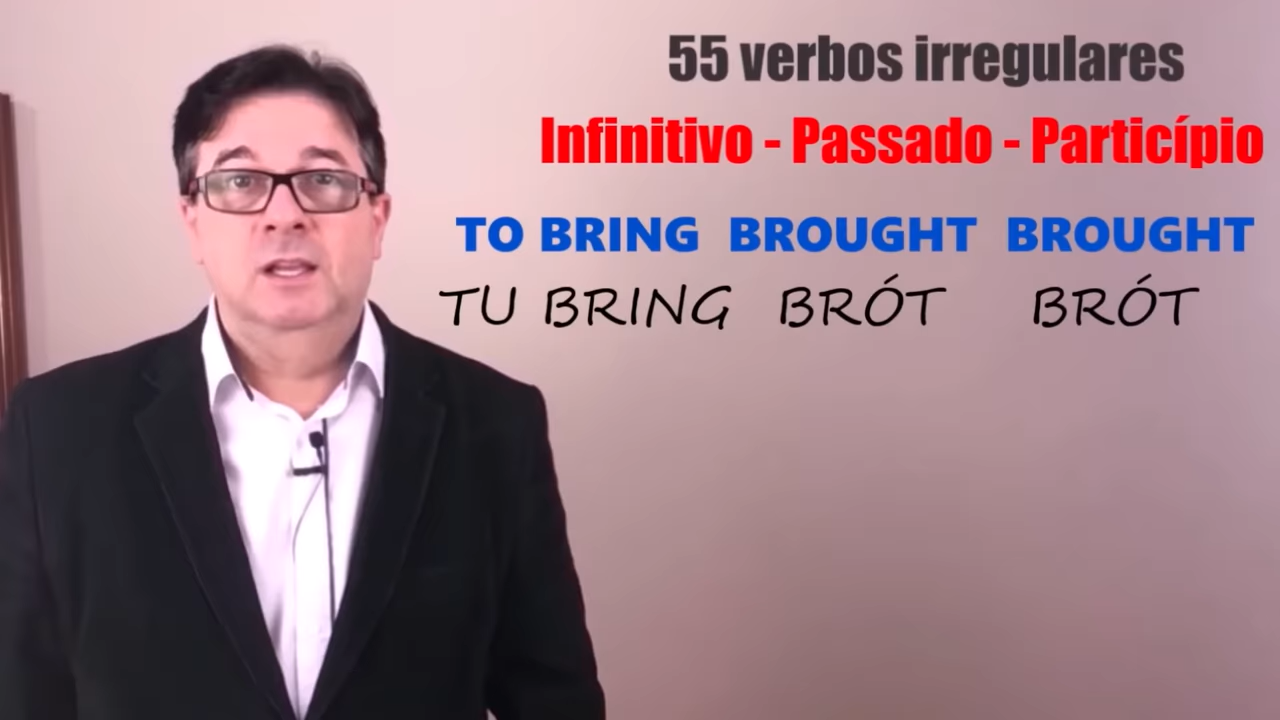 55 verbos irregulares
Infinitivo - Passado - Particípio
TO BRING BROUGHT BROUGHT
TU BRING BRÓT BRÓT